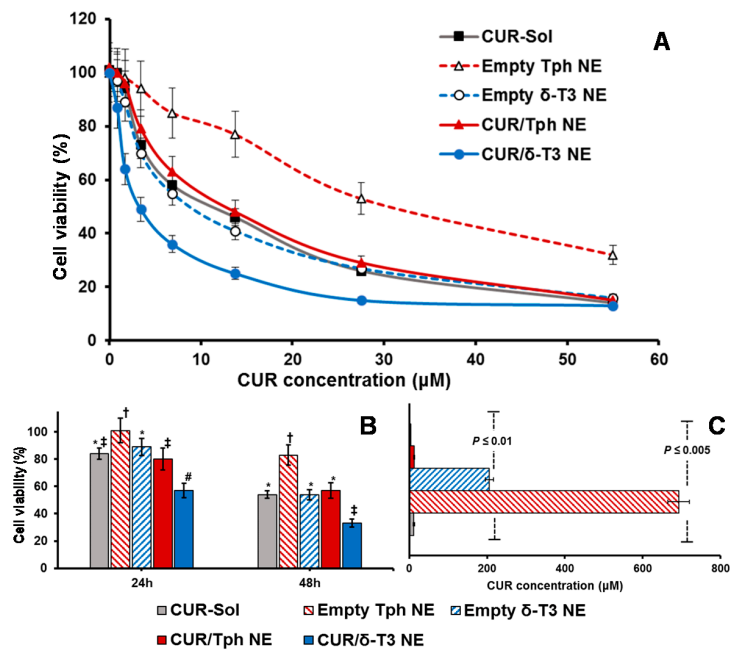 120
100
80
60
40
20
0
Cell viability (%)
0 10 20 30 40 50 60
CUR concentration (µM)
CUR-Sol
Empty Tph NE
Empty δ-T3 NE
CUR/Tph NE
CUR/δ-T3 NE
A
B
Cell viability (%)
100
80
60
40
20
0
* ‡ † * ‡ #
* † * * ‡
24h 48h
C
P ≤ 0.01
P ≤ 0.005
0 200 400 600 800
CUR concentration (µM)
CUR-Sol Empty Tph NE Empty δ-T3 NE
CUR/Tph NE CUR/δ-T3 NE